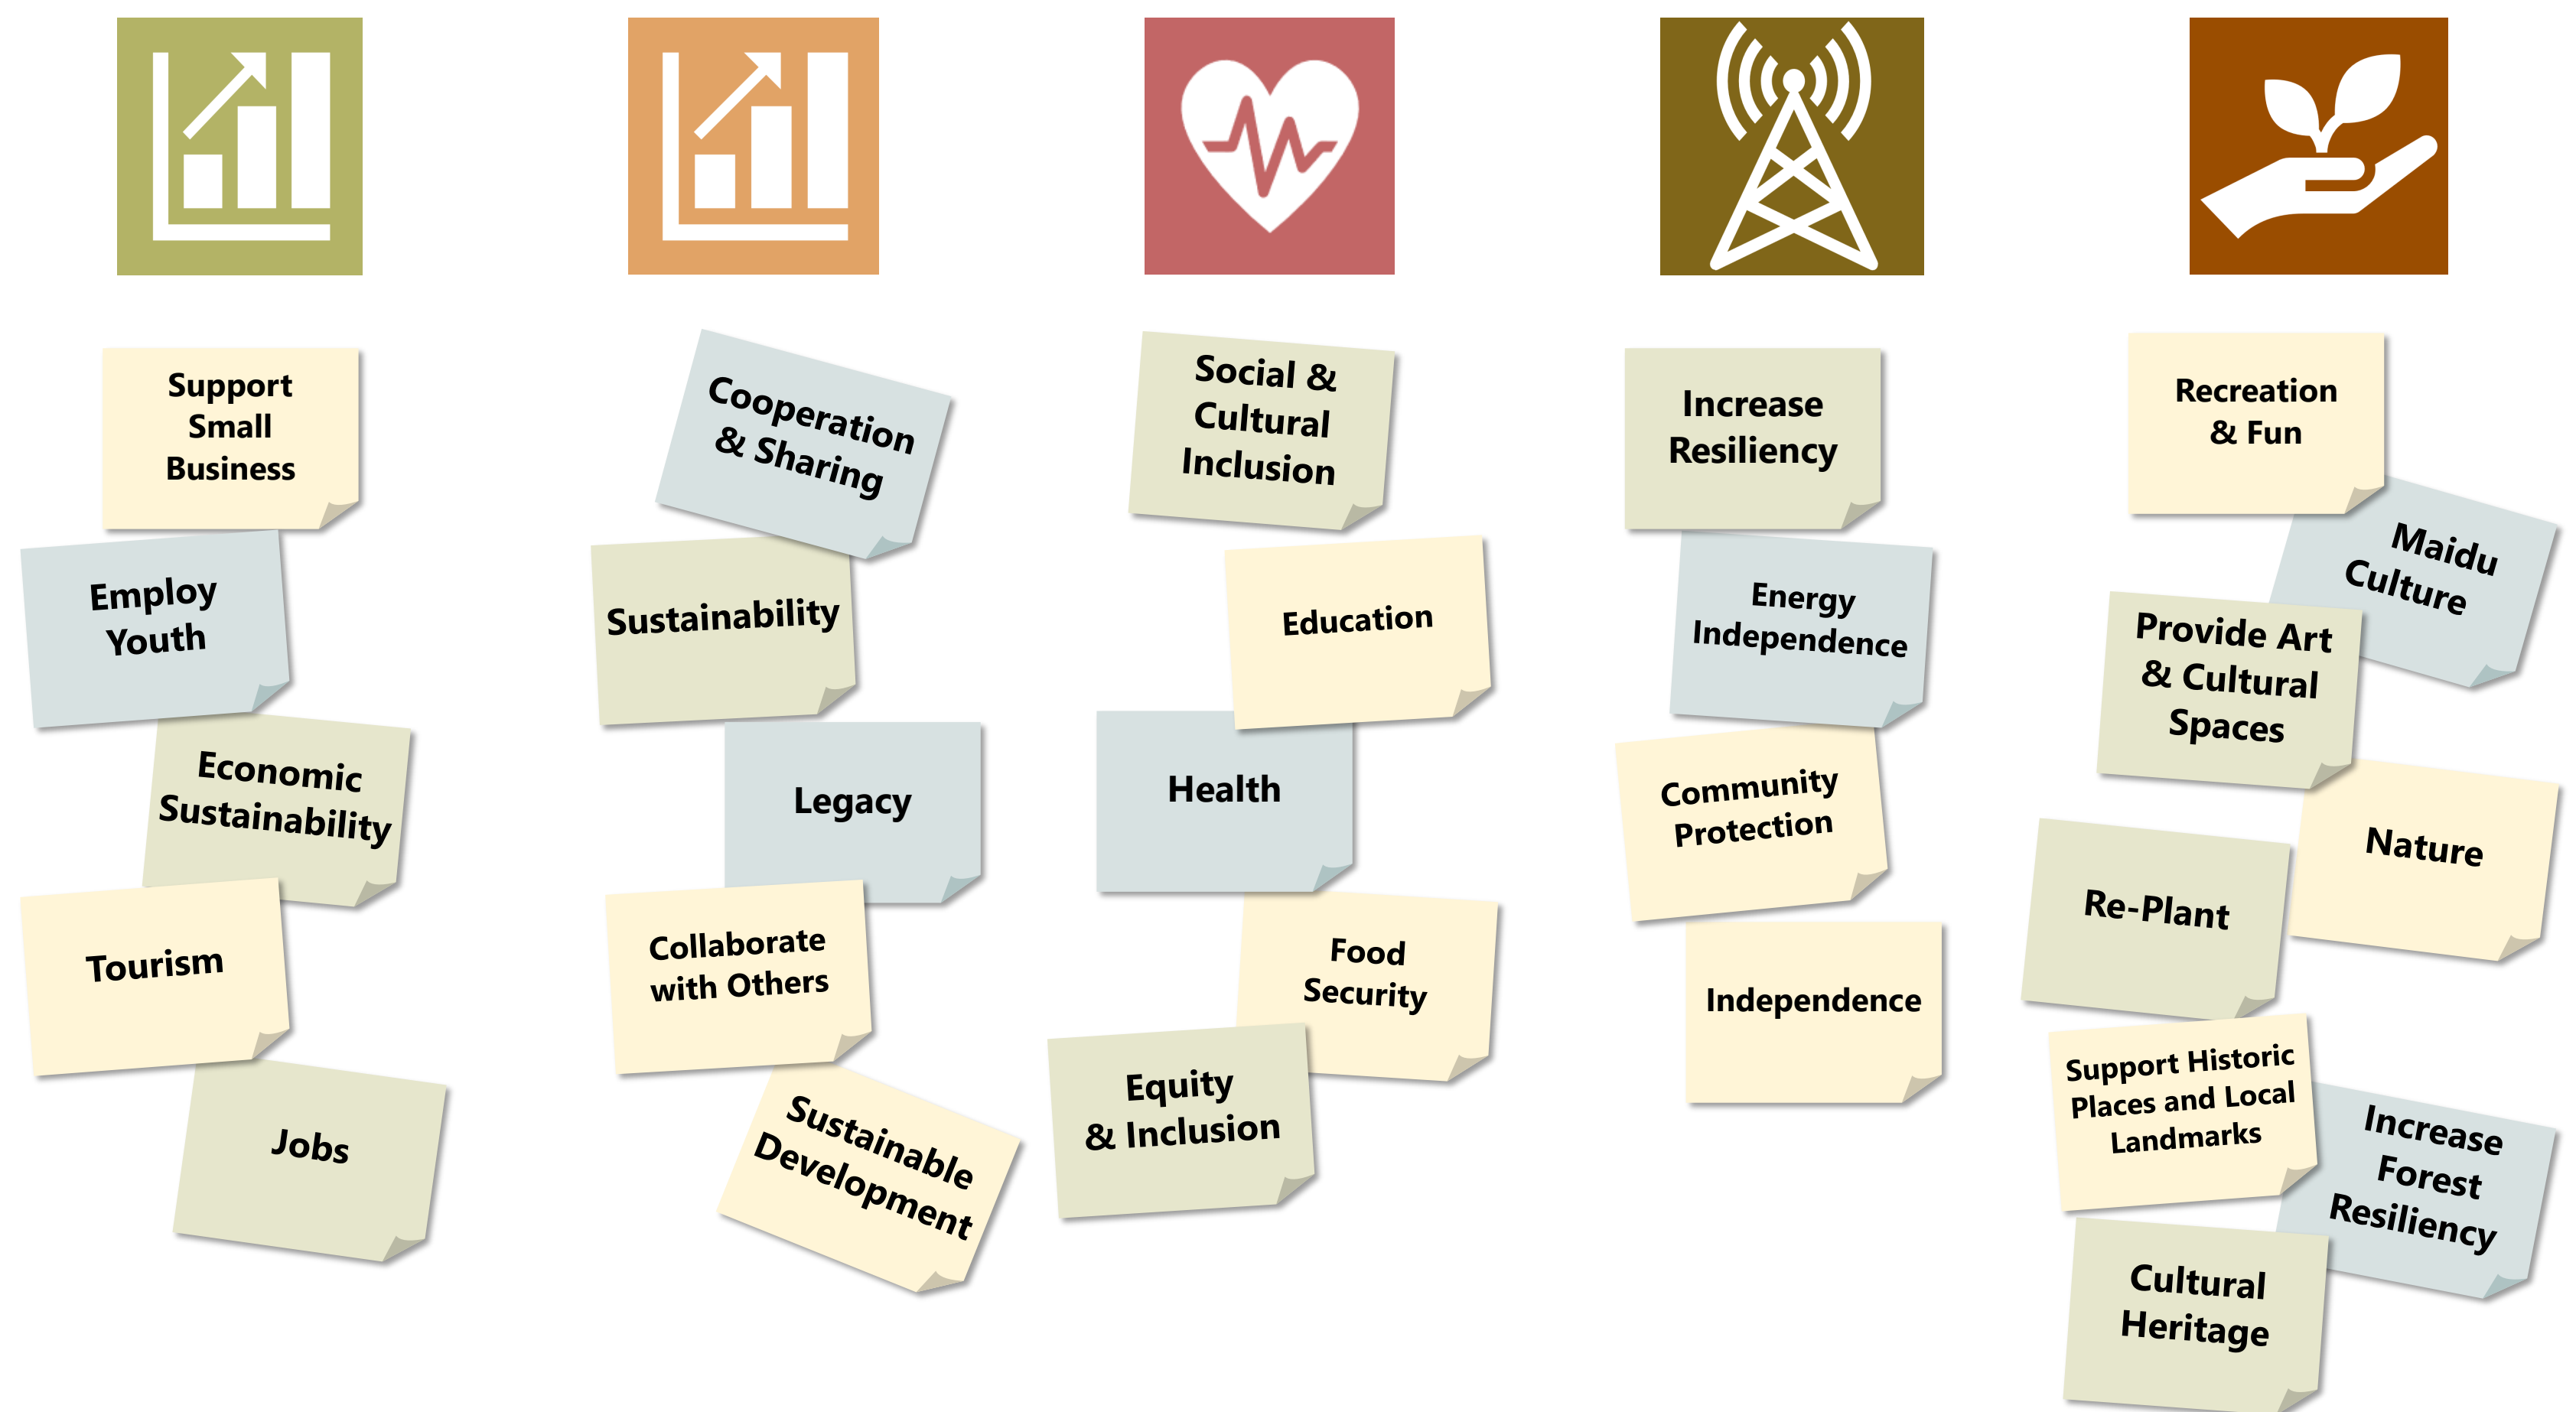 Support
Small
Business
Employ
Youth
Economic
Sustainability
Tourism
Jobs
Cooperation
& Sharing
Sustainability
Legacy
Collaborate
with Others
Sustainable
Development
Social &
Cultural
Inclusion
Education
Health
Food
Security
Equity
& Inclusion
Increase
Resiliency
Energy
Independence
Community
Protection
Independence
Recreation
& Fun
Maidu
Culture
Provide Art
& Cultural
Spaces
Nature
Re-Plant
Support Historic
Places and Local
Landmarks
Increase
Forest
Resiliency
Cultural
Heritage